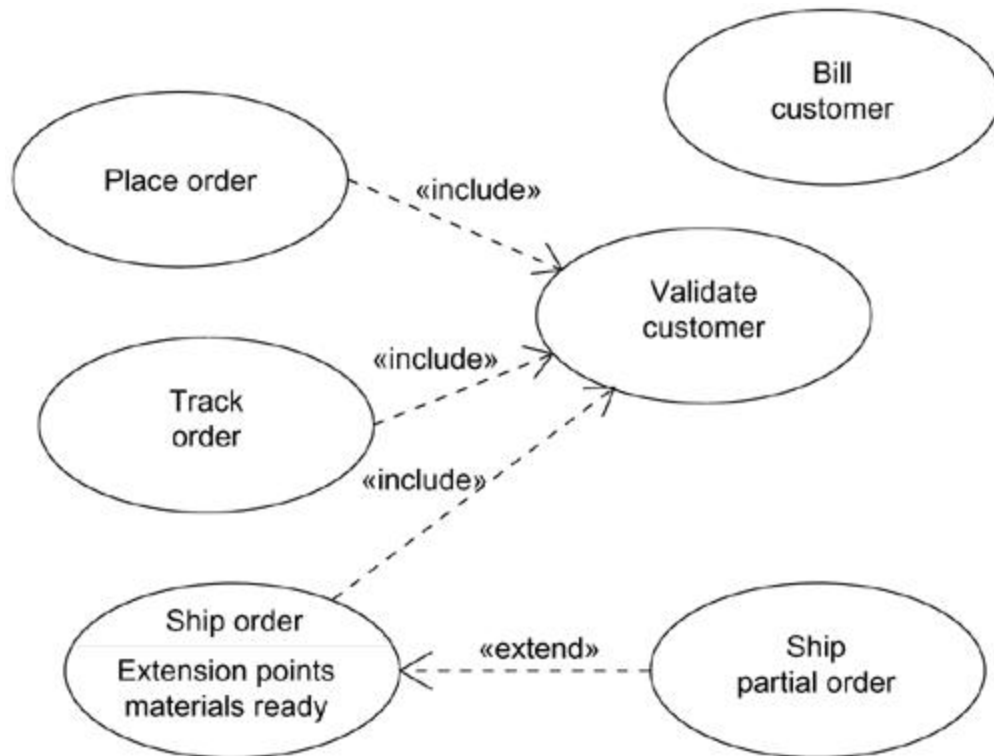 Bill
customer
Place order
«include»
Validate
customer
«include»
Track
order
«include»
Ship order
Extension points
materials ready
«extend»
Ship
partial order